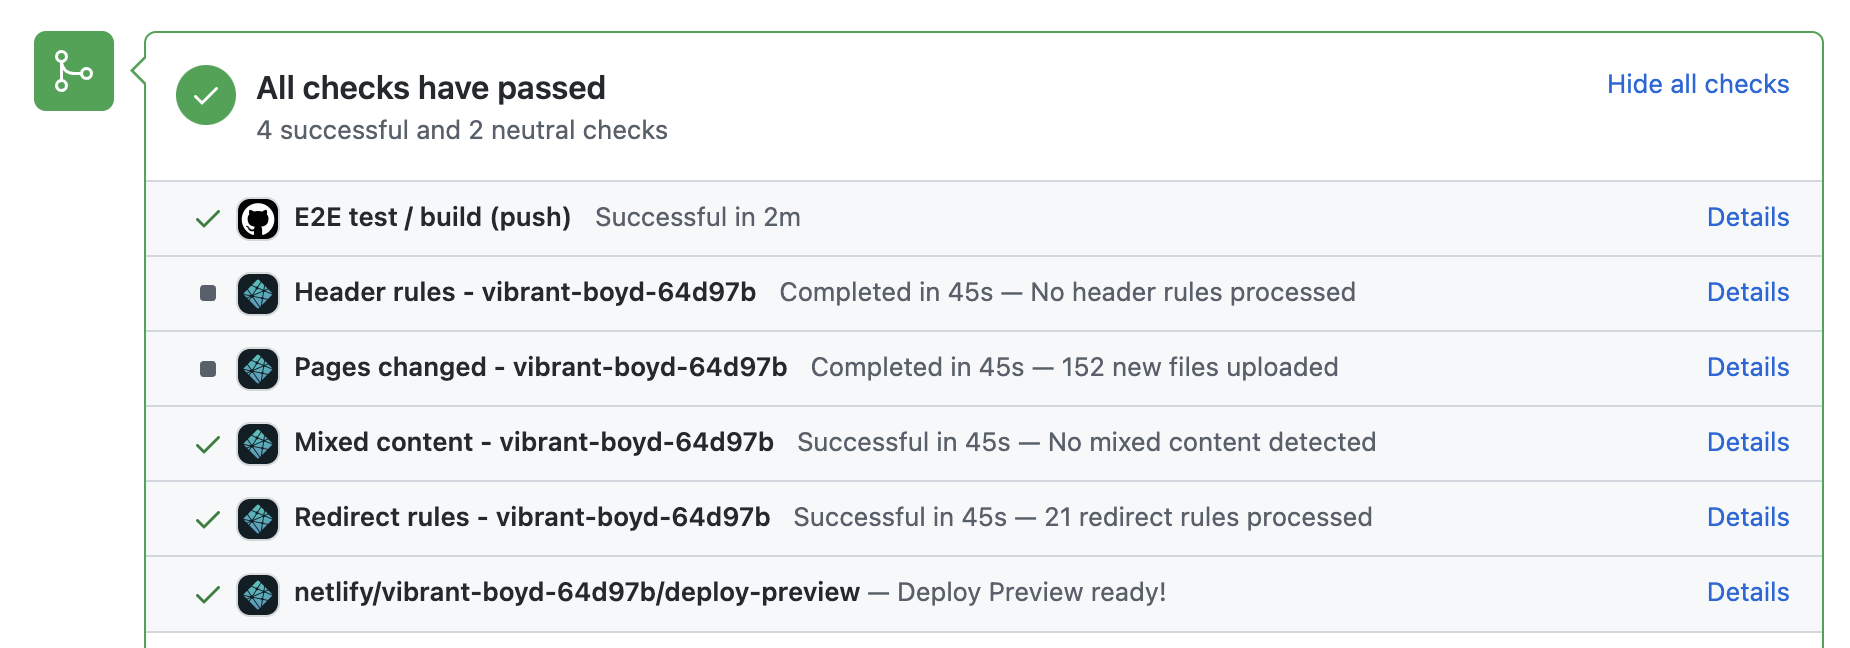 All checks have passed
Hide all checks
4 successful and 2 neutral checks
E2E test / build (push) Successful in 2m Details
Header rules - vibrant-boyd-64d97b Completed in 45s — No header rules processed Details
Pages changed - vibrant-boyd-64d97b Completed in 45s — 152 new files uploaded Details
Mixed content - vibrant-boyd-64d97b Successful in 45s — No mixed content detected Details
Redirect rules - vibrant-boyd-64d97b Successful in 45s — 21 redirect rules processed Details
netlify/vibrant-boyd-64d97b/deploy-preview — Deploy Preview ready! Details